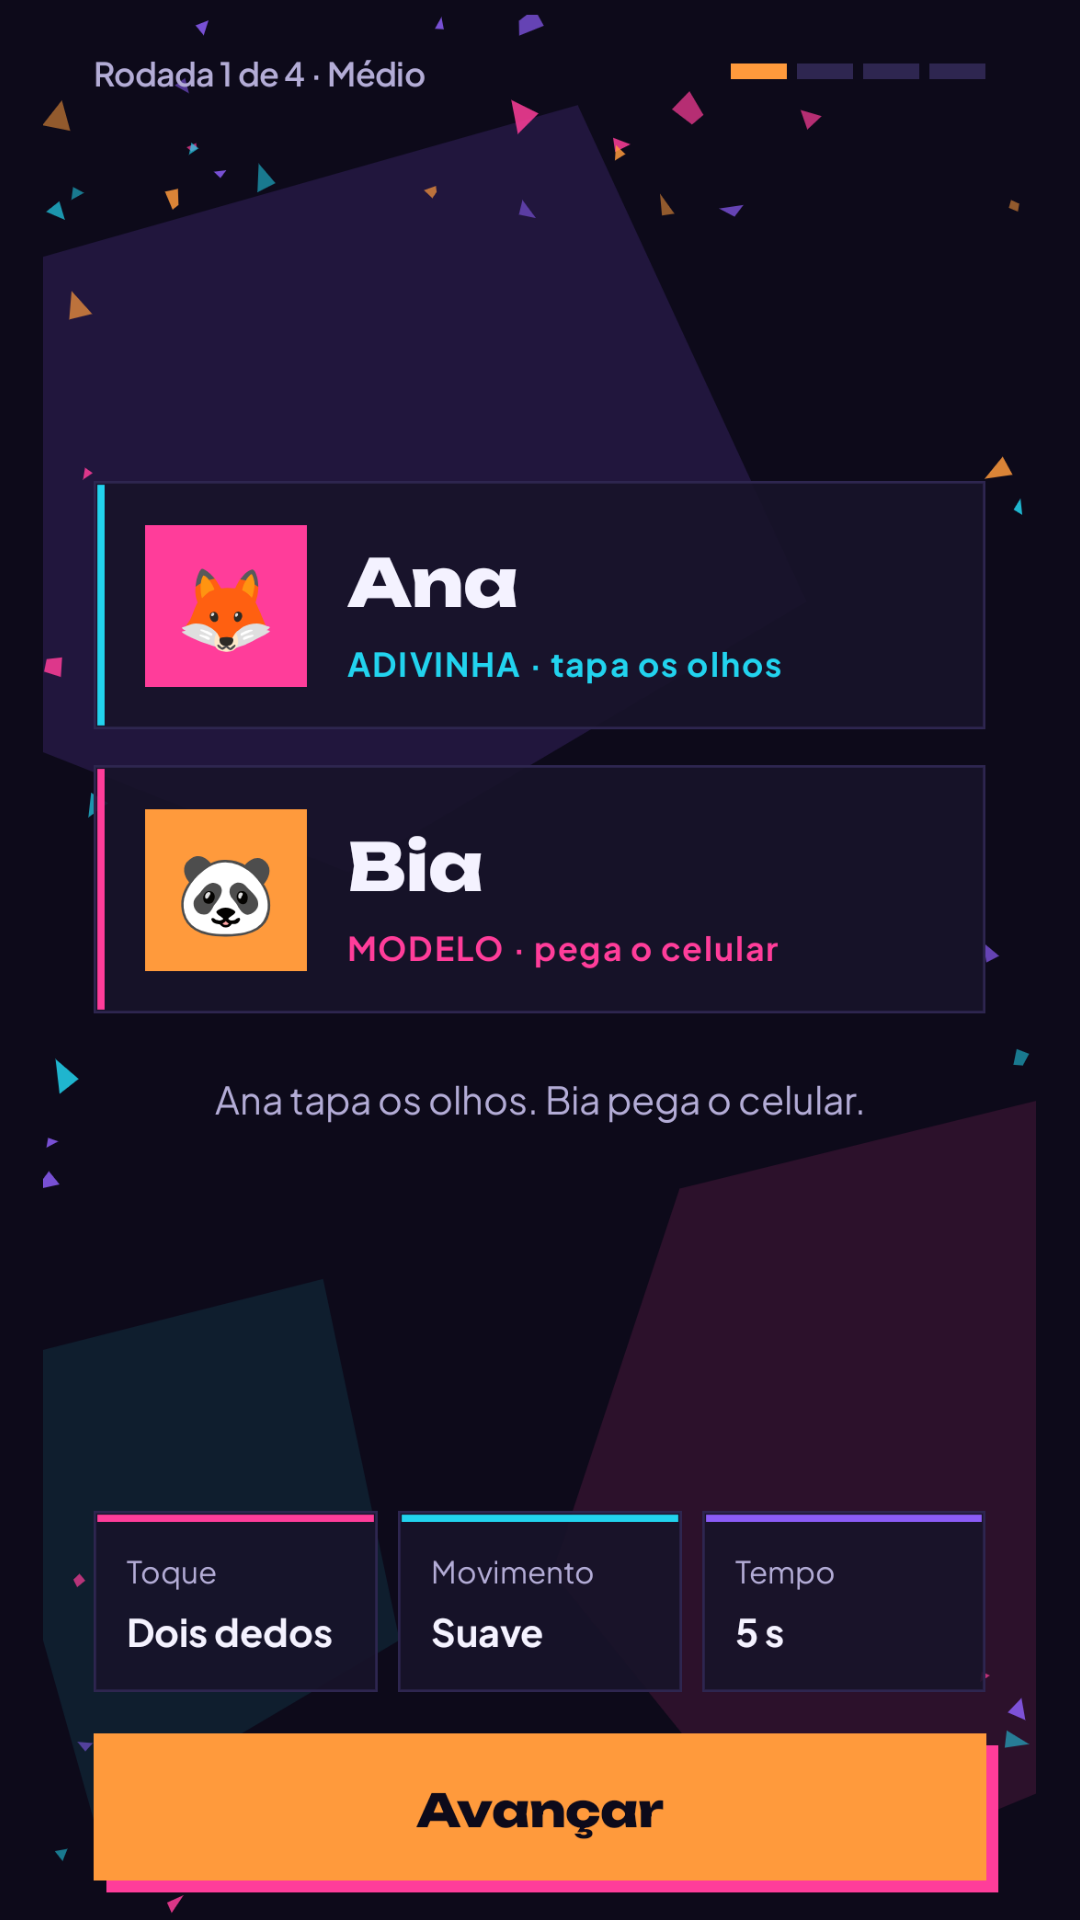 Rodada 1 de 4 · Médio
Ana
ADIVINHA · tapa os olhos
Bia
MODELO · pega o celular
Ana tapa os olhos. Bia pega o celular.
Toque
Dois dedos
Movimento
Suave
Tempo
5 s
Avançar